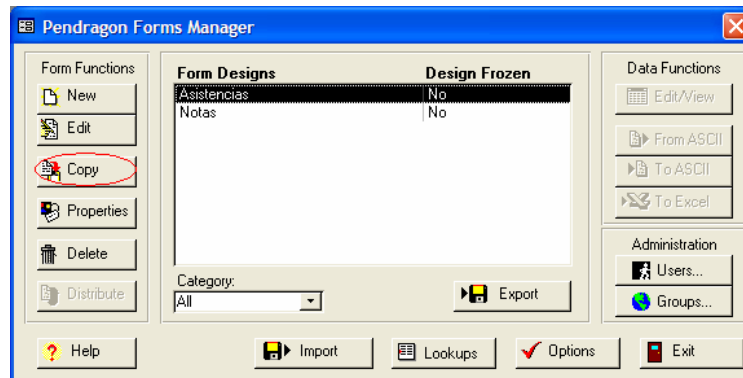 Pendragon Forms Manager
Form Functions
New
Edit
Copy
Properties
Delete
Distribute
Form Designs Design Frozen
Asistencias No
Notas No
Category:
All
Export
Data Functions
Edit/View
From ASCII
To ASCII
To Excel
Administration
Users...
Groups...
Help
Import
Lookups
Options
Exit